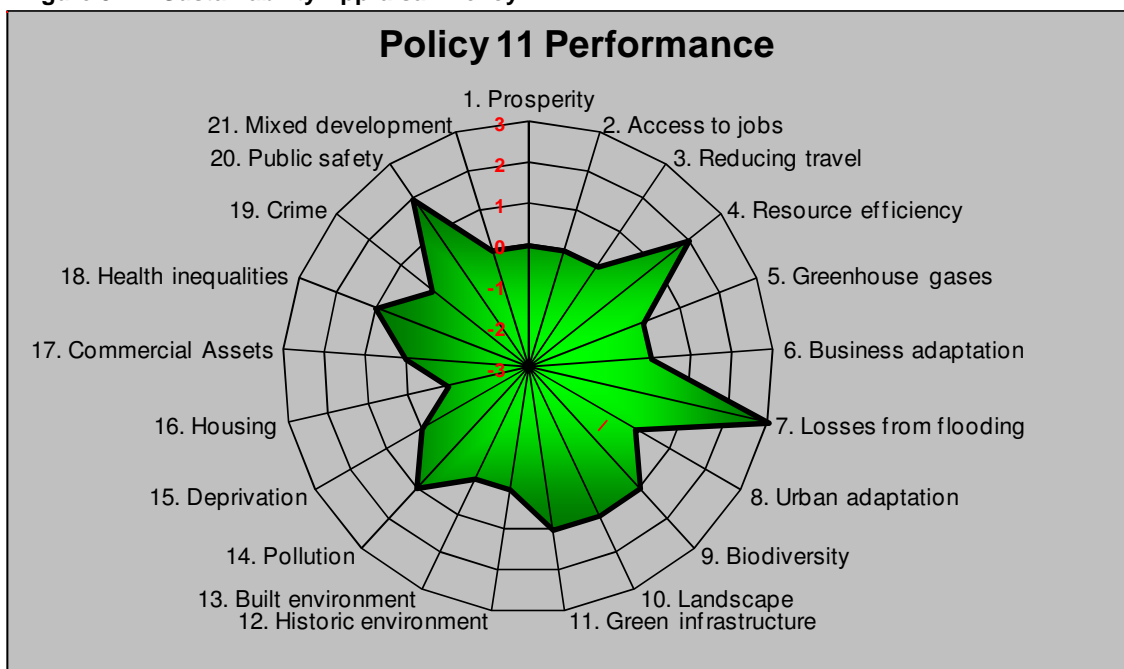 Policy 11 Performance
1. Prosperity
2. Access to jobs
3. Reducing travel
4. Resource efficiency
5. Greenhouse gases
6. Business adaptation
7. Losses from flooding
8. Urban adaptation
9. Biodiversity
10. Landscape
11. Green infrastructure
12. Historic environment
13. Built environment
14. Pollution
15. Deprivation
16. Housing
17. Commercial Assets
18. Health inequalities
19. Crime
20. Public safety
21. Mixed development
3
2
1
0
-1
-2
-3